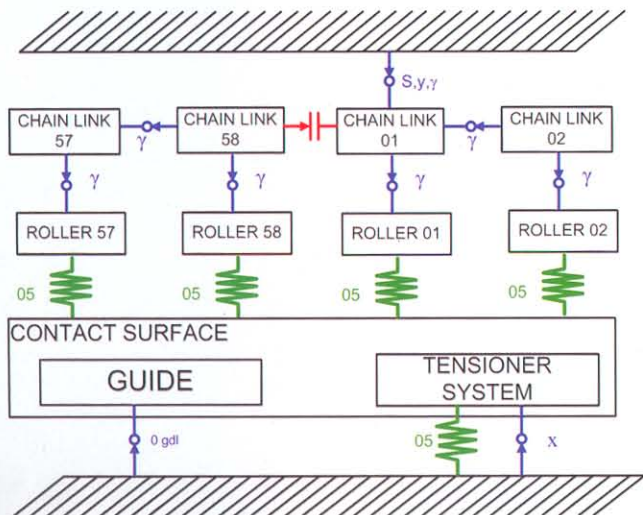 S,y,γ
CHAIN LINK
57
γ
CHAIN LINK
58
CHAIN LINK
01
γ
CHAIN LINK
02
γ
γ
γ
γ
ROLLER 57
ROLLER 58
ROLLER 01
ROLLER 02
05
05
05
05
CONTACT SURFACE
GUIDE
TENSIONER
SYSTEM
0 gdl
05
x